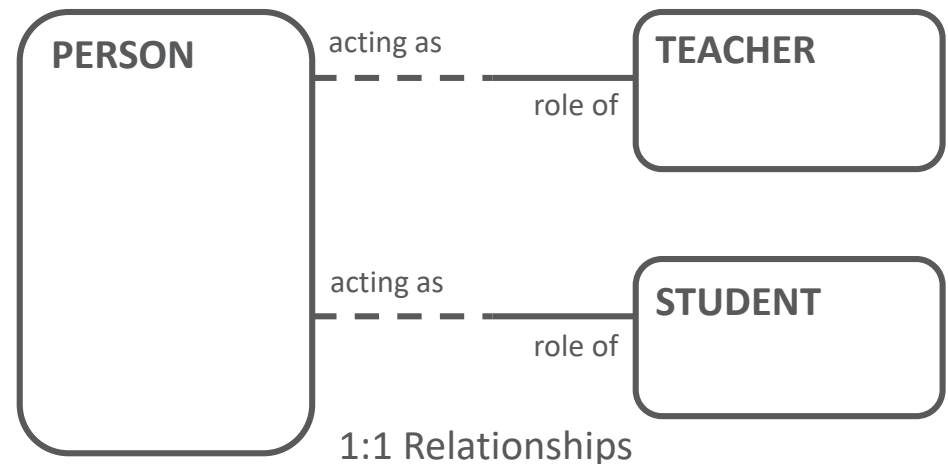 PERSON
acting as
TEACHER
role of
acting as
STUDENT
role of
1:1 Relationships